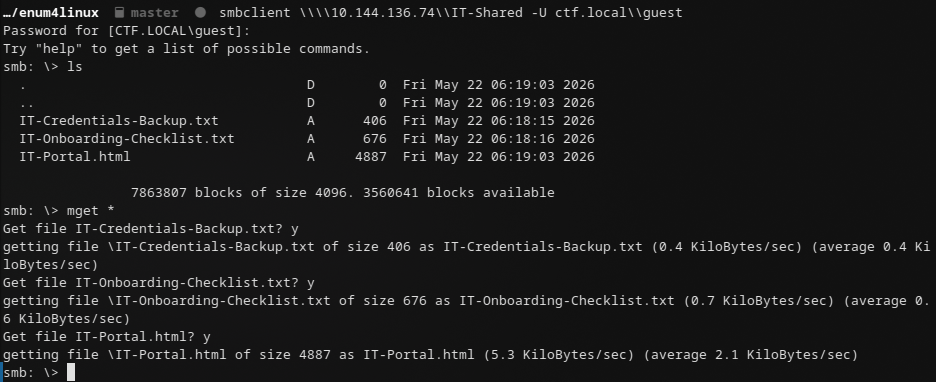 …/enum4linux master smbclient \\\\10.144.136.74\\IT-Shared -U ctf.local\\guest
Password for [CTF.LOCAL\guest]:
Try "help" to get a list of possible commands.
smb: \> ls
  .                                   D        0  Fri May 22 06:19:03 2026
  ..                                  D        0  Fri May 22 06:19:03 2026
  IT-Credentials-Backup.txt           A      406  Fri May 22 06:18:15 2026
  IT-Onboarding-Checklist.txt         A      676  Fri May 22 06:18:16 2026
  IT-Portal.html                      A     4887  Fri May 22 06:19:03 2026
                7863807 blocks of size 4096. 3560641 blocks available
smb: \> mget *
Get file IT-Credentials-Backup.txt? y
getting file \IT-Credentials-Backup.txt of size 406 as IT-Credentials-Backup.txt (0.4 KiloBytes/sec) (average 0.4 Ki
loBytes/sec)
Get file IT-Onboarding-Checklist.txt? y
getting file \IT-Onboarding-Checklist.txt of size 676 as IT-Onboarding-Checklist.txt (0.7 KiloBytes/sec) (average 0.
6 KiloBytes/sec)
Get file IT-Portal.html? y
getting file \IT-Portal.html of size 4887 as IT-Portal.html (5.3 KiloBytes/sec) (average 2.1 KiloBytes/sec)
smb: \>